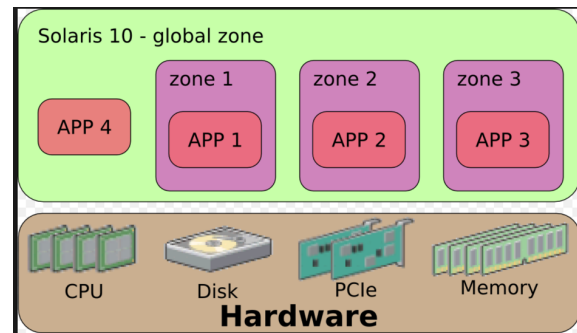 Solaris 10 - global zone
zone 1
zone 2
zone 3
APP 4
APP 1
APP 2
APP 3
CPU
Disk
PCIe
Memory
Hardware